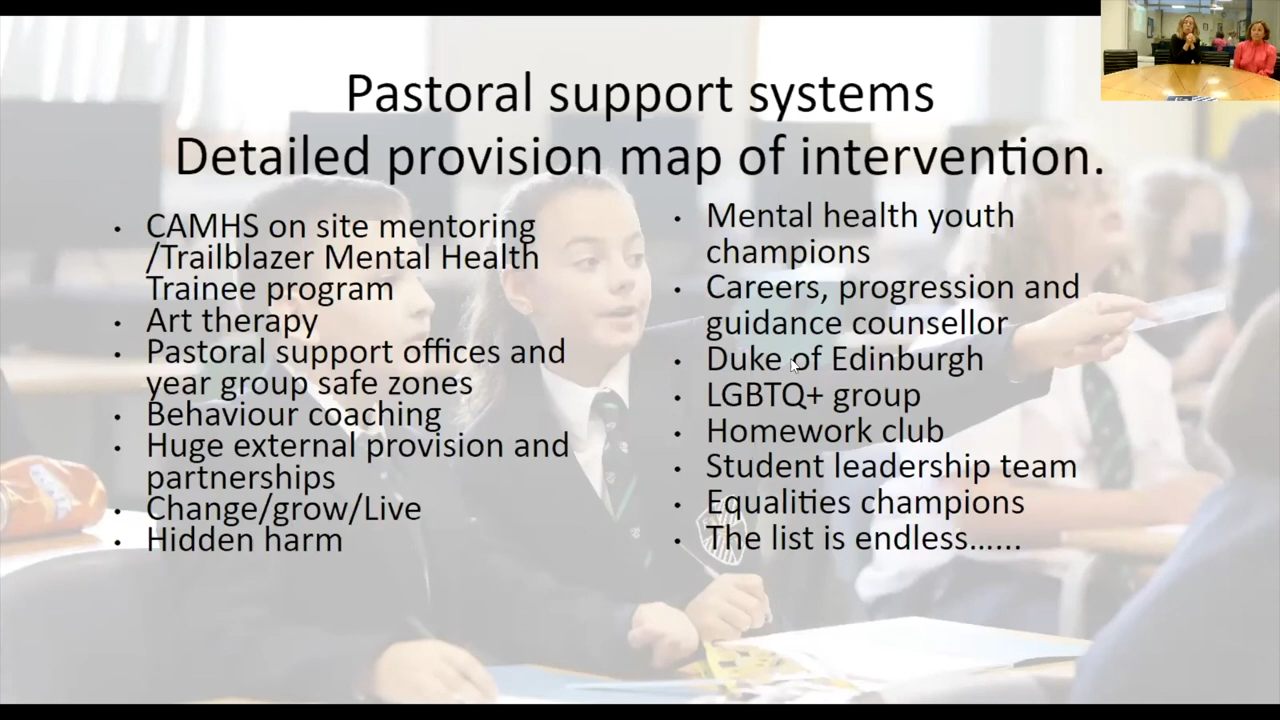 Pastoral support systems
Detailed provision map of intervention.
• CAMHS on site mentoring
/Trailblazer Mental Health
Trainee program
• Art therapy
• Pastoral support offices and
year group safe zones
• Behaviour coaching
• Huge external provision and
partnerships
• Change/grow/Live
• Hidden harm
• Mental health youth
champions
• Careers, progression and
guidance counsellor
• Duke of Edinburgh
• LGBTQ+ group
• Homework club
• Student leadership team
• Equalities champions
• The list is endless......